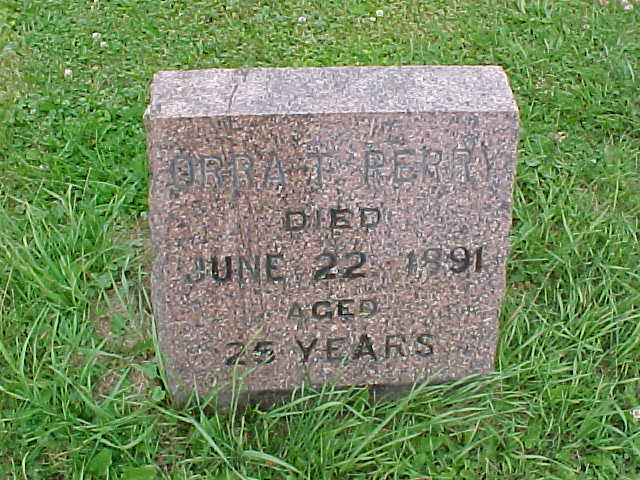 ORRA T PERRY
DIED
JUNE 22 1891
AGED
25 YEARS